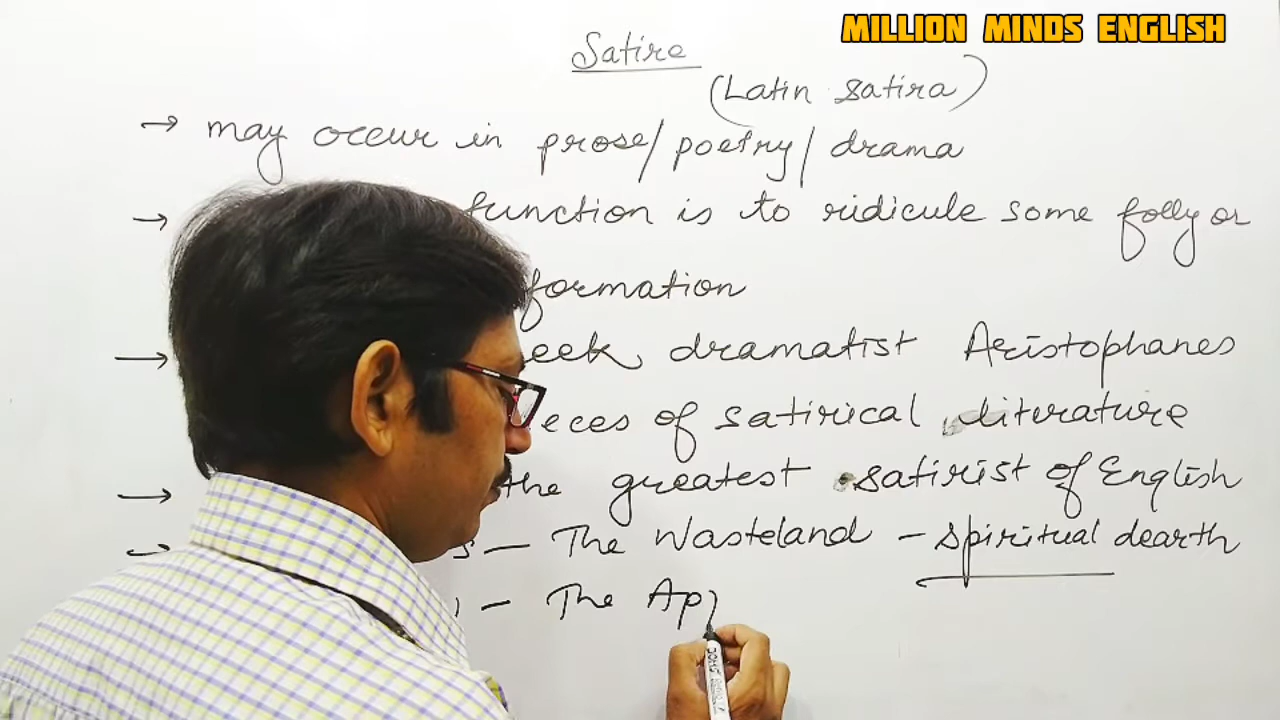 MILLION MINDS ENGLISH
Satire
(Latin satira)
→ may occur in prose/poetry/drama
→ function is to ridicule some folly or
formation
→ eek dramatist Aristophanes
eces of satirical literature
→ the greatest satirist of English
→ s — The Wasteland — Spiritual dearth
— The Ap